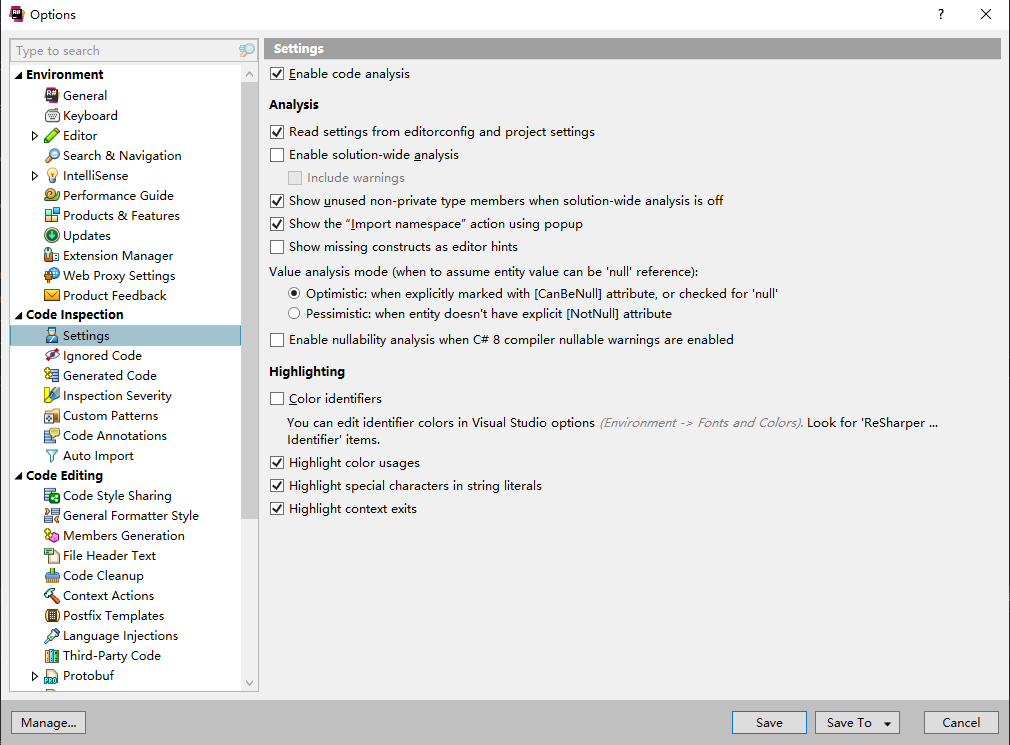 Options
?
Type to search
Environment
General
Keyboard
Editor
Search & Navigation
IntelliSense
Performance Guide
Products & Features
Updates
Extension Manager
Web Proxy Settings
Product Feedback
Code Inspection
Settings
Ignored Code
Generated Code
Inspection Severity
Custom Patterns
Code Annotations
Auto Import
Code Editing
Code Style Sharing
General Formatter Style
Members Generation
File Header Text
Code Cleanup
Context Actions
Postfix Templates
Language Injections
Third-Party Code
Protobuf
Settings
Enable code analysis
Analysis
Read settings from editorconfig and project settings
Enable solution-wide analysis
Include warnings
Show unused non-private type members when solution-wide analysis is off
Show the “Import namespace” action using popup
Show missing constructs as editor hints
Value analysis mode (when to assume entity value can be 'null' reference):
Optimistic: when explicitly marked with [CanBeNull] attribute, or checked for 'null'
Pessimistic: when entity doesn't have explicit [NotNull] attribute
Enable nullability analysis when C# 8 compiler nullable warnings are enabled
Highlighting
Color identifiers
You can edit identifier colors in Visual Studio options (Environment -> Fonts and Colors). Look for 'ReSharper ...
Identifier' items.
Highlight color usages
Highlight special characters in string literals
Highlight context exits
Manage...
Save
Save To
Cancel